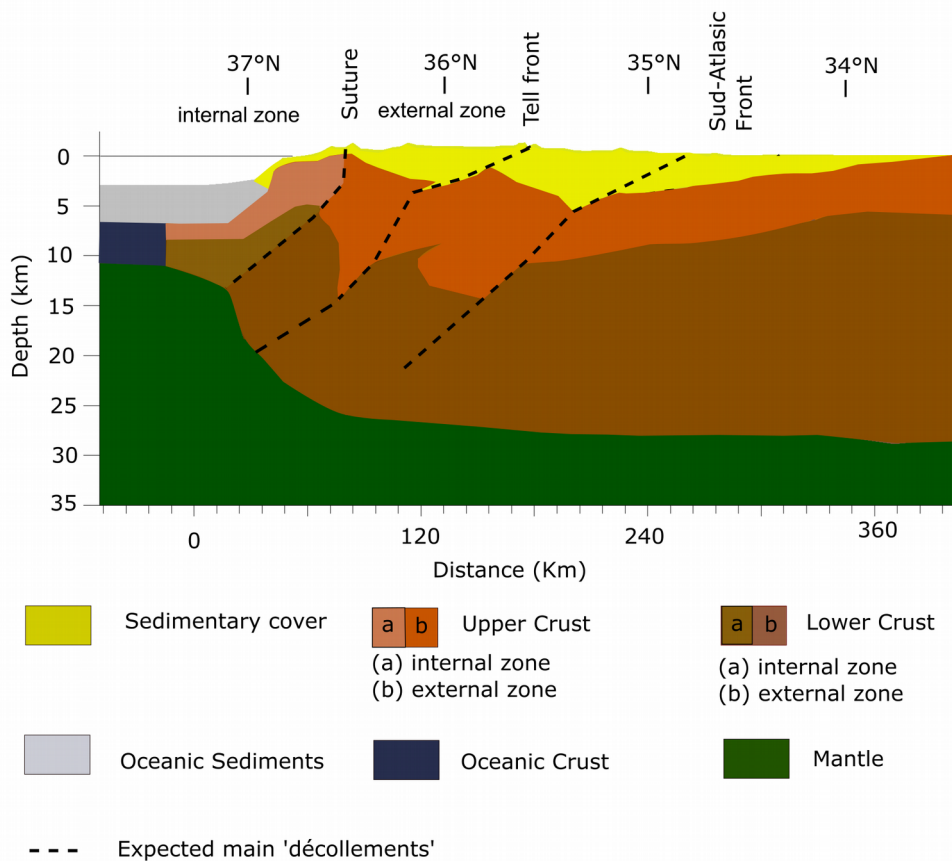 37°N
36°N
35°N
34°N
internal zone
Suture
external zone
Tell front
Sud-Atlasic
Front
0
5
10
15
20
25
30
35
Depth (km)
0
120
240
360
Distance (Km)
Sedimentary cover
a
b
Upper Crust
(a) internal zone
(b) external zone
a
b
Lower Crust
(a) internal zone
(b) external zone
Oceanic Sediments
Oceanic Crust
Mantle
Expected main 'décollements'